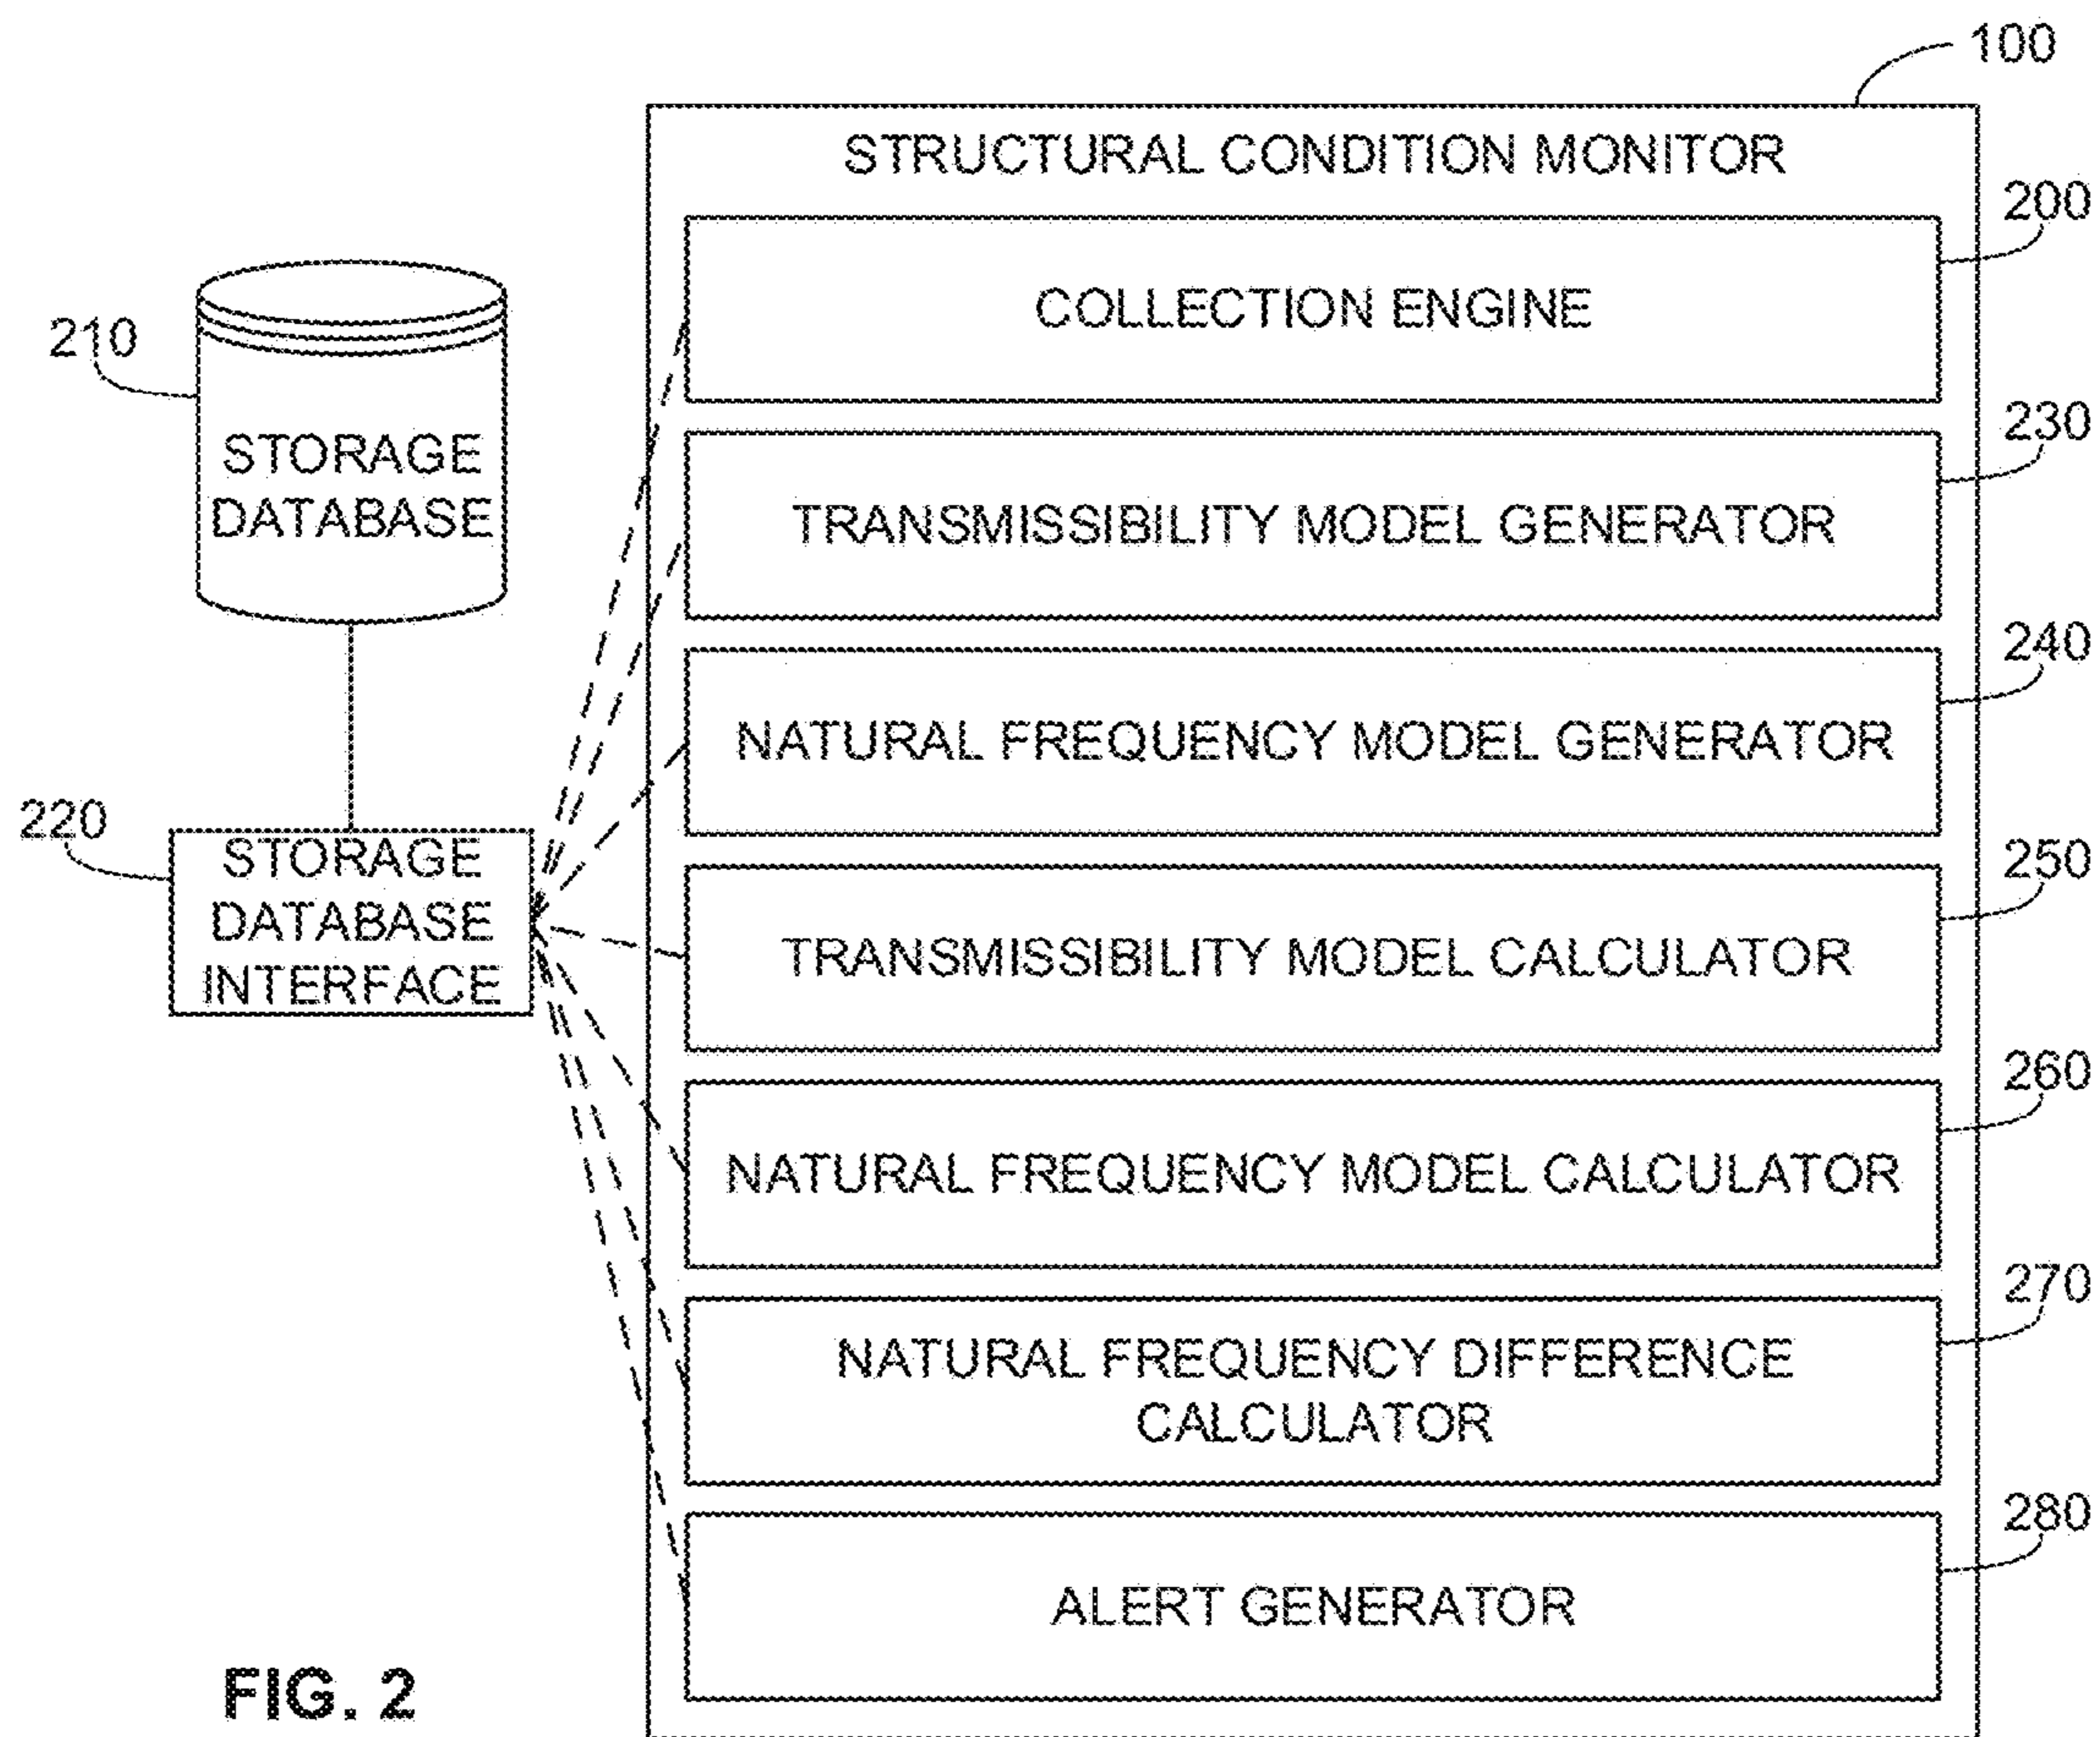 100
STRUCTURAL CONDITION MONITOR
200
COLLECTION ENGINE
210
STORAGE
DATABASE
230
TRANSMISSIBILITY MODEL GENERATOR
240
NATURAL FREQUENCY MODEL GENERATOR
220
STORAGE
DATABASE
INTERFACE
250
TRANSMISSIBILITY MODEL CALCULATOR
260
NATURAL FREQUENCY MODEL CALCULATOR
270
NATURAL FREQUENCY DIFFERENCE
CALCULATOR
280
ALERT GENERATOR
FIG. 2